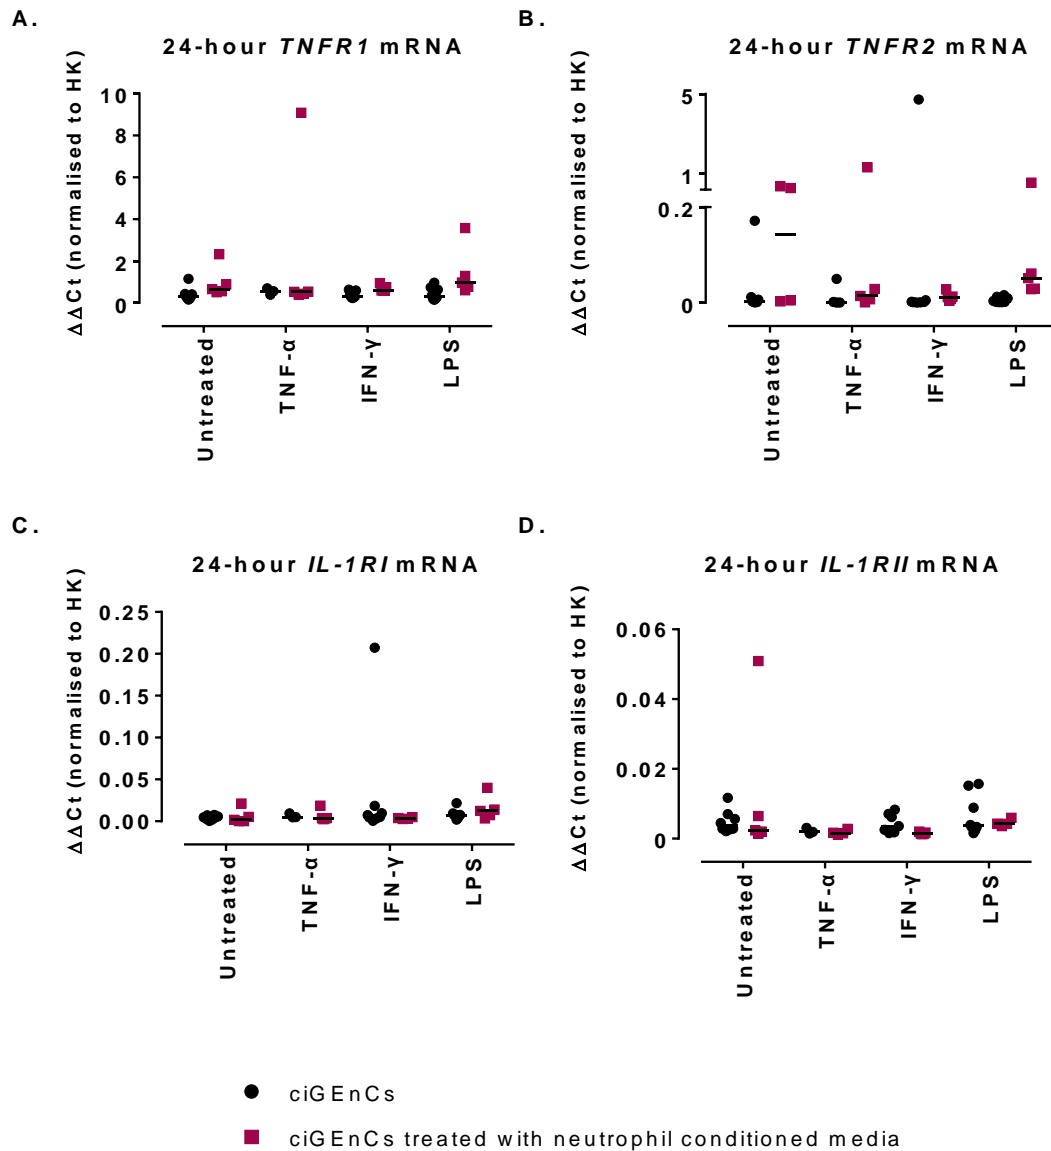 A.
24-hour TNFR1 mRNA
ΔΔCt (normalised to HK)
10
8
6
4
2
0
Untreated
TNF-α
IFN-γ
LPS
B.
24-hour TNFR2 mRNA
ΔΔCt (normalised to HK)
5
1
0.2
0
Untreated
TNF-α
IFN-γ
LPS
C.
24-hour IL-1RI mRNA
ΔΔCt (normalised to HK)
0.25
0.20
0.15
0.10
0.05
0.00
Untreated
TNF-α
IFN-γ
LPS
D.
24-hour IL-1RII mRNA
ΔΔCt (normalised to HK)
0.06
0.04
0.02
0
Untreated
TNF-α
IFN-γ
LPS
ciGEnCs
ciGEnCs treated with neutrophil conditioned media